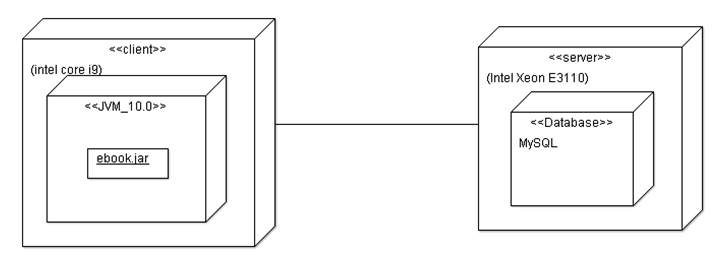 <<client>>
(intel core i9)
<<JVM_10.0>>
ebook.jar
<<server>>
(Intel Xeon E3110)
<<Database>>
MySQL